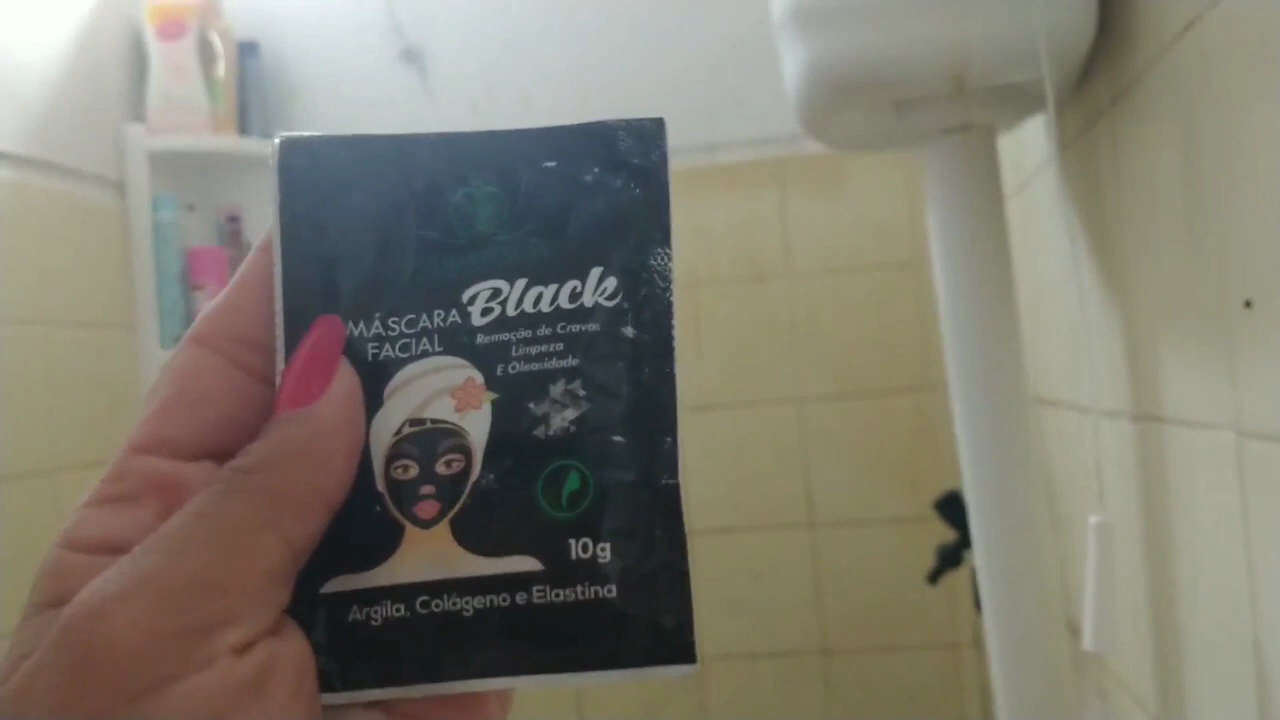 Black
MÁSCARA
FACIAL
Remoção de Cravos
Limpeza
E Oleosidade
10g
Argila, Colágeno e Elastina